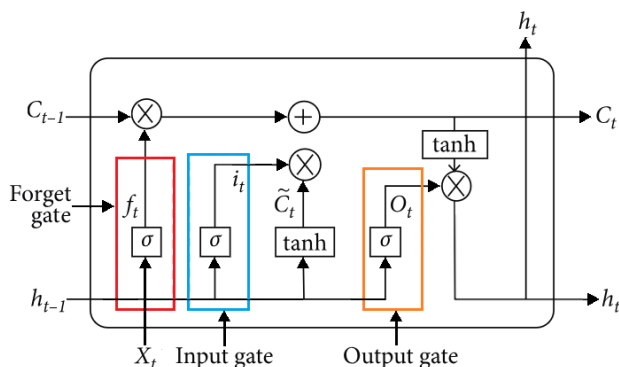 h_t
C_{t-1}
×
+
C_t
tanh
×
i_t
×
Forget
gate
f_t
C̃_t
O_t
σ
σ
tanh
σ
h_{t-1}
h_t
X_t
Input gate
Output gate